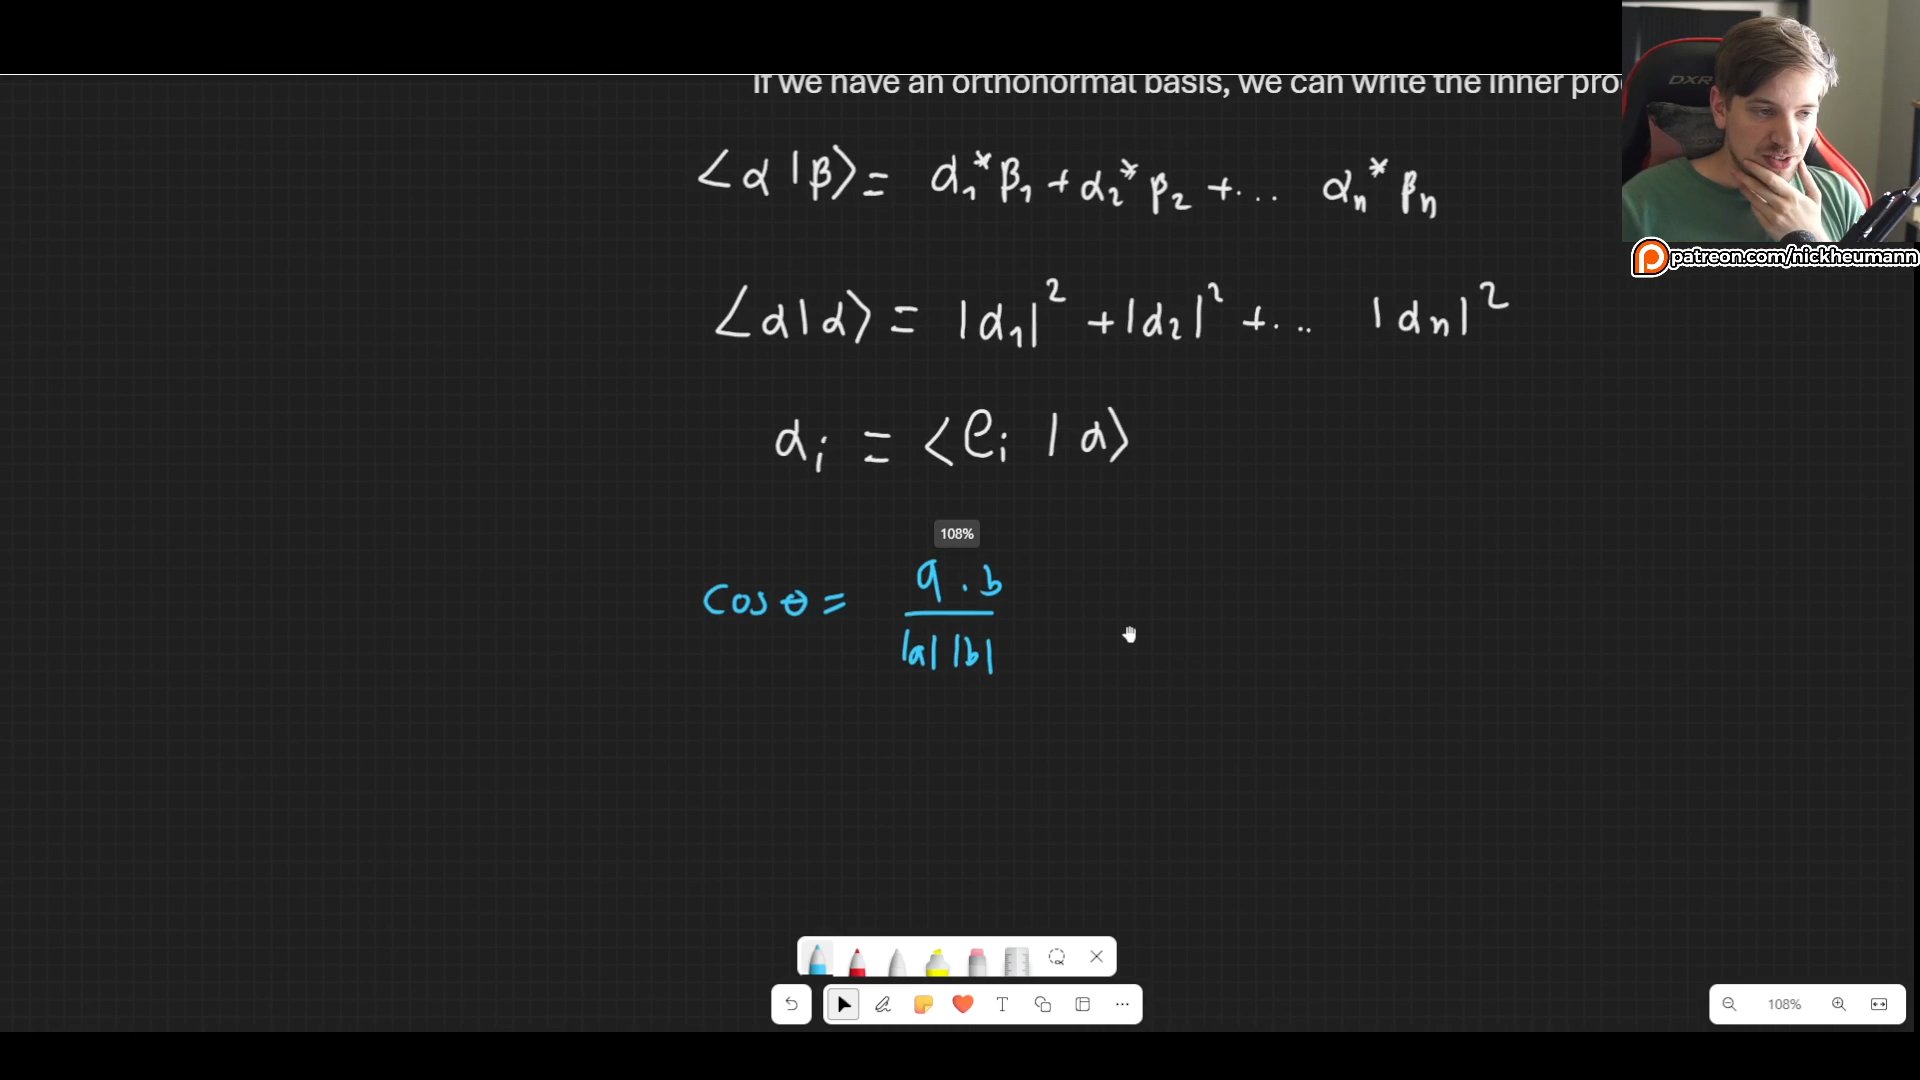 If we have an orthonormal basis, we can write the inner pro
DXR
patreon.com/nickheumann
⟨α|β⟩ = α₁*β₁ + α₂*β₂ + ... αₙ*βₙ
⟨α|α⟩ = |α₁|² + |α₂|² + ... |αₙ|²
αᵢ = ⟨eᵢ | α⟩
108%
cos θ = a . b / |a| |b|
T
108%